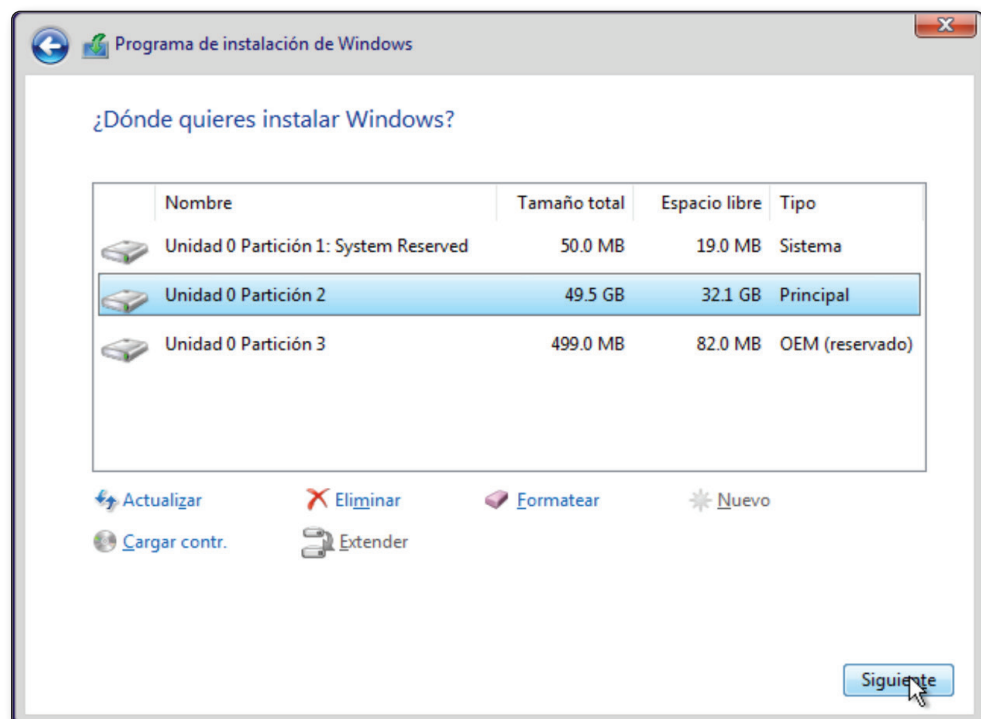 Programa de instalación de Windows
¿Dónde quieres instalar Windows?
Nombre Tamaño total Espacio libre Tipo
Unidad 0 Partición 1: System Reserved 50.0 MB 19.0 MB Sistema
Unidad 0 Partición 2 49.5 GB 32.1 GB Principal
Unidad 0 Partición 3 499.0 MB 82.0 MB OEM (reservado)
Actualizar Eliminar Formatear Nuevo
Cargar contr. Extender
Siguiente